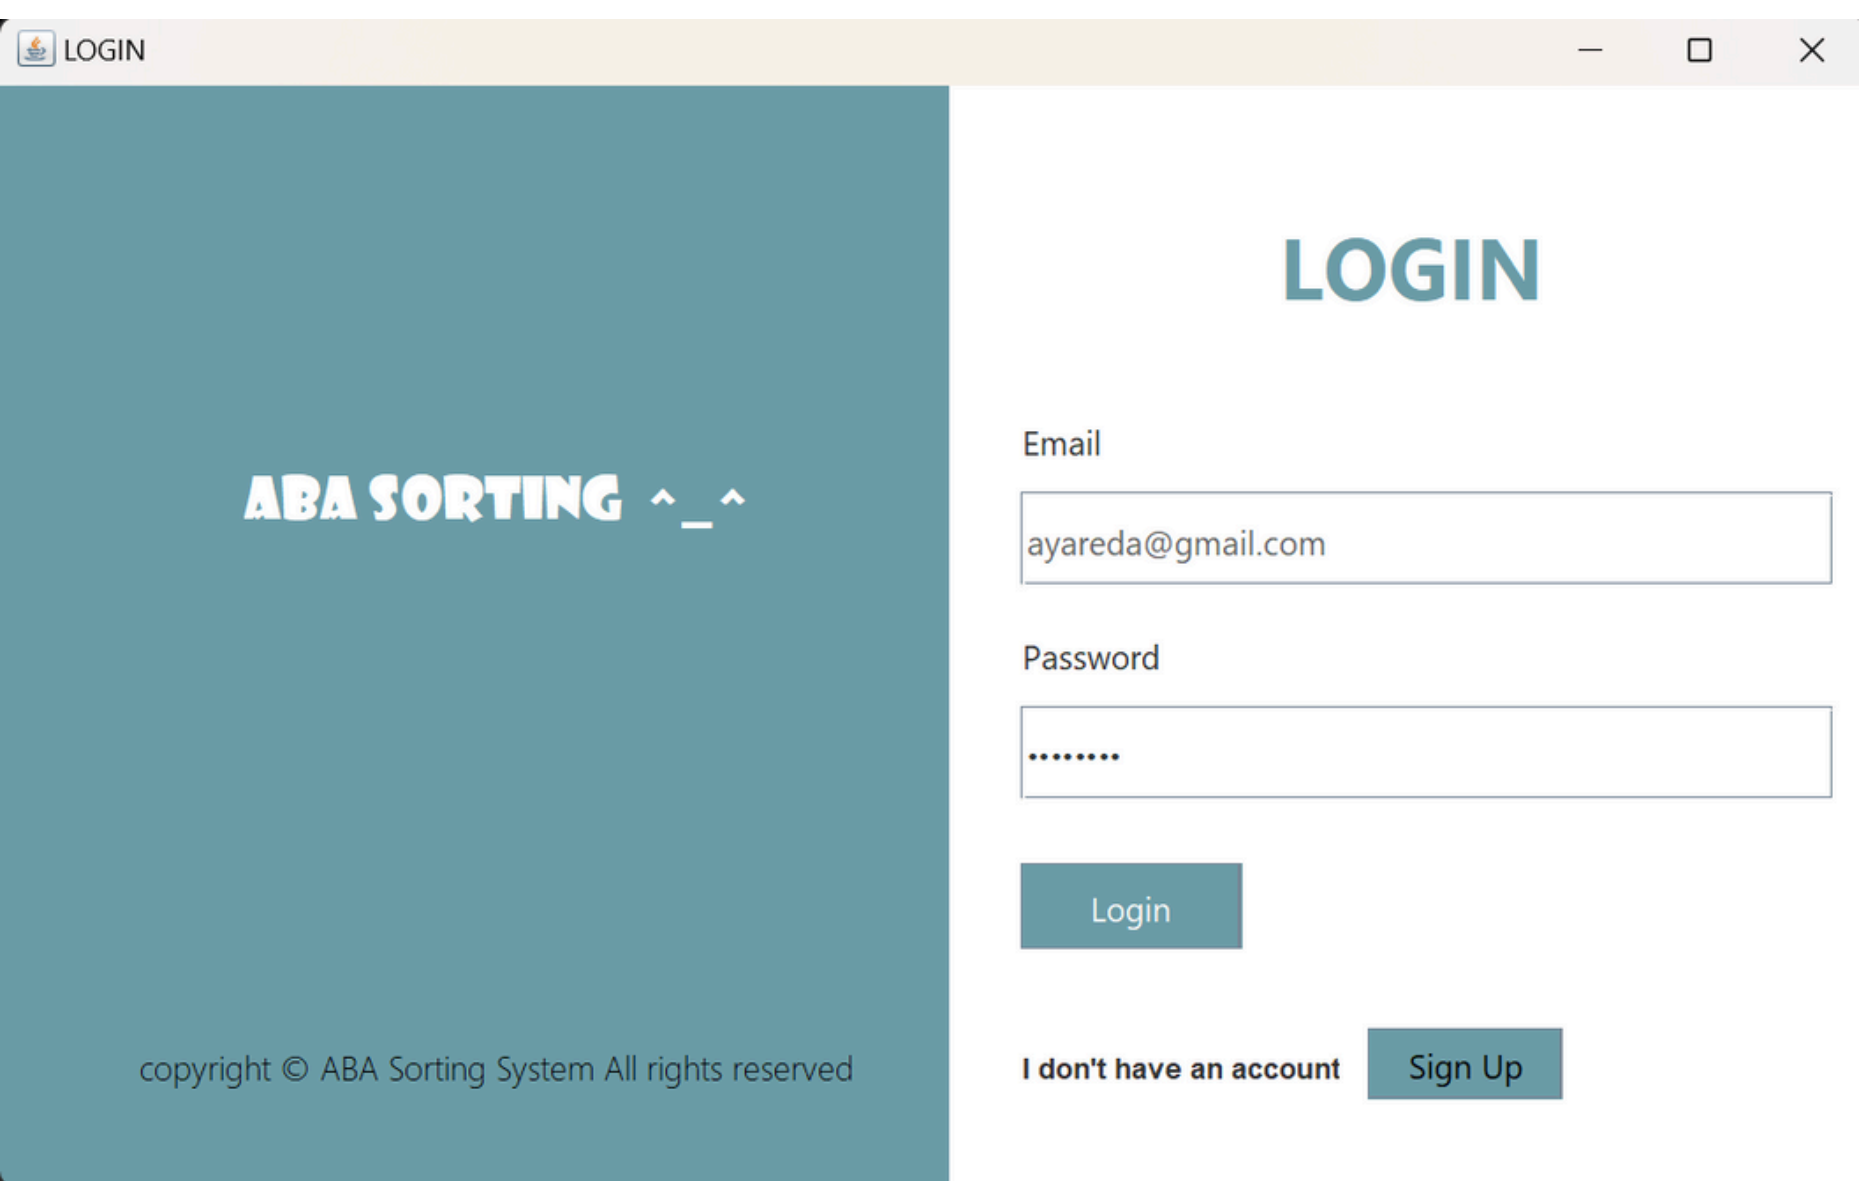 LOGIN
ABA SORTING ^_^
copyright © ABA Sorting System All rights reserved
LOGIN
Email
ayareda@gmail.com
Password
••••••••
Login
I don't have an account
Sign Up